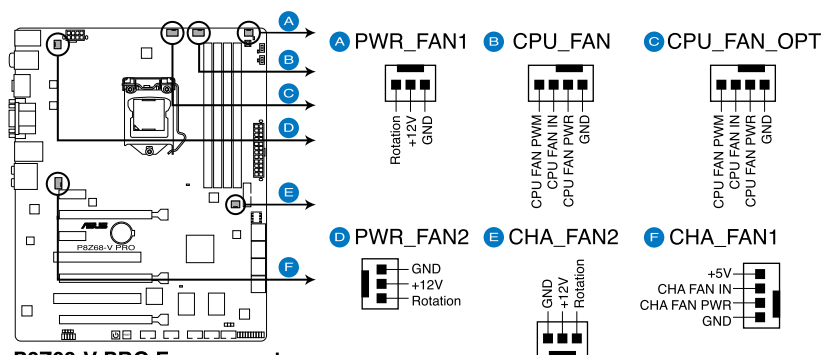 A
B
C
D
E
F
ASUS
P8Z68-V PRO
A PWR_FAN1
Rotation
+12V
GND
B CPU_FAN
CPU FAN PWM
CPU FAN IN
CPU FAN PWR
GND
C CPU_FAN_OPT
CPU FAN PWM
CPU FAN IN
CPU FAN PWR
GND
D PWR_FAN2
GND
+12V
Rotation
E CHA_FAN2
GND
+12V
Rotation
F CHA_FAN1
+5V
CHA FAN IN
CHA FAN PWR
GND